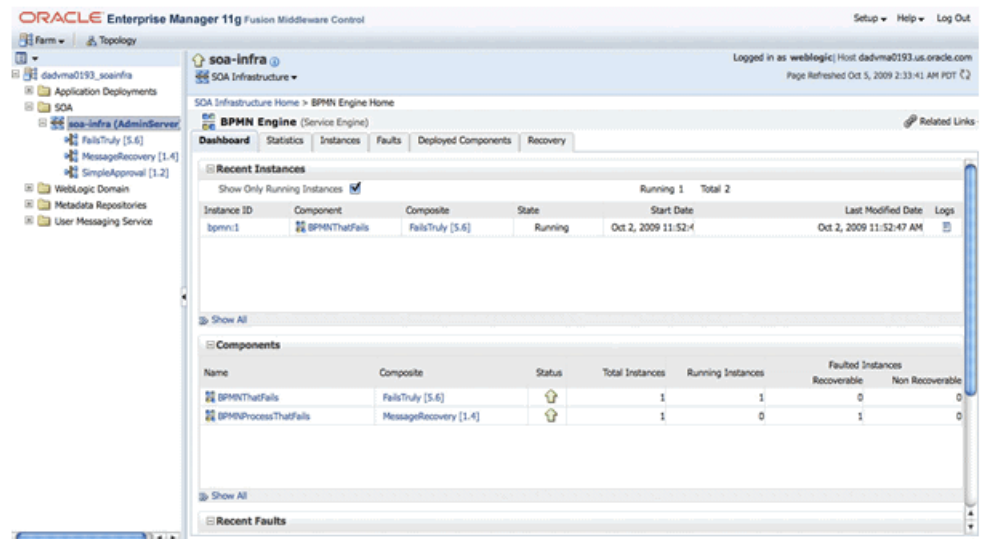 ORACLE Enterprise Manager 11g Fusion Middleware Control
Setup Help Log Out
Farm Topology
soa-infra
Logged in as weblogic| Host dadvma0193.us.oracle.com
SOA Infrastructure
Page Refreshed Oct 5, 2009 2:33:41 AM PDT
dadvma0193_soainfra
Application Deployments
SOA
soa-infra (AdminServer
FailsTruly [5.6]
MessageRecovery [1.4]
SimpleApproval [1.2]
WebLogic Domain
Metadata Repositories
User Messaging Service
SOA Infrastructure Home > BPMN Engine Home
BPMN Engine (Service Engine)
Related Links
Dashboard Statistics Instances Faults Deployed Components Recovery
Recent Instances
Show Only Running Instances Running 1 Total 2
Instance ID Component Composite State Start Date Last Modified Date Logs
bpmn:1 BPMNThatFails FailsTruly [5.6] Running Oct 2, 2009 11:52:4 Oct 2, 2009 11:52:47 AM
Show All
Components
Name Composite Status Total Instances Running Instances Faulted Instances
Recoverable Non Recoverable
BPMNThatFails FailsTruly [5.6] 1 1 0 0
BPMNProcessThatFails MessageRecovery [1.4] 1 0 1 0
Show All
Recent Faults